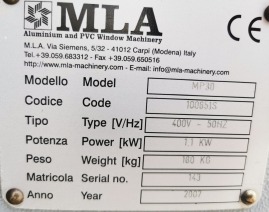 MLA
Aluminium and PVC Window Machinery
M.L.A. Via Siemens, 5/32 - 41012 Carpi (Modena) Italy
Tel.+39.059.683312 - Fax +39.059.650516
http://www.mla-machinery.com - E-mail: info@mla-machinery.com
CE
Modello Model MP30
Codice Code
Tipo Type [V/Hz] 400V - 50HZ
Potenza Power [kW] 1,1 KW
Peso Weight [kg] 180 KG
Matricola Serial no. 143
Anno Year 2007